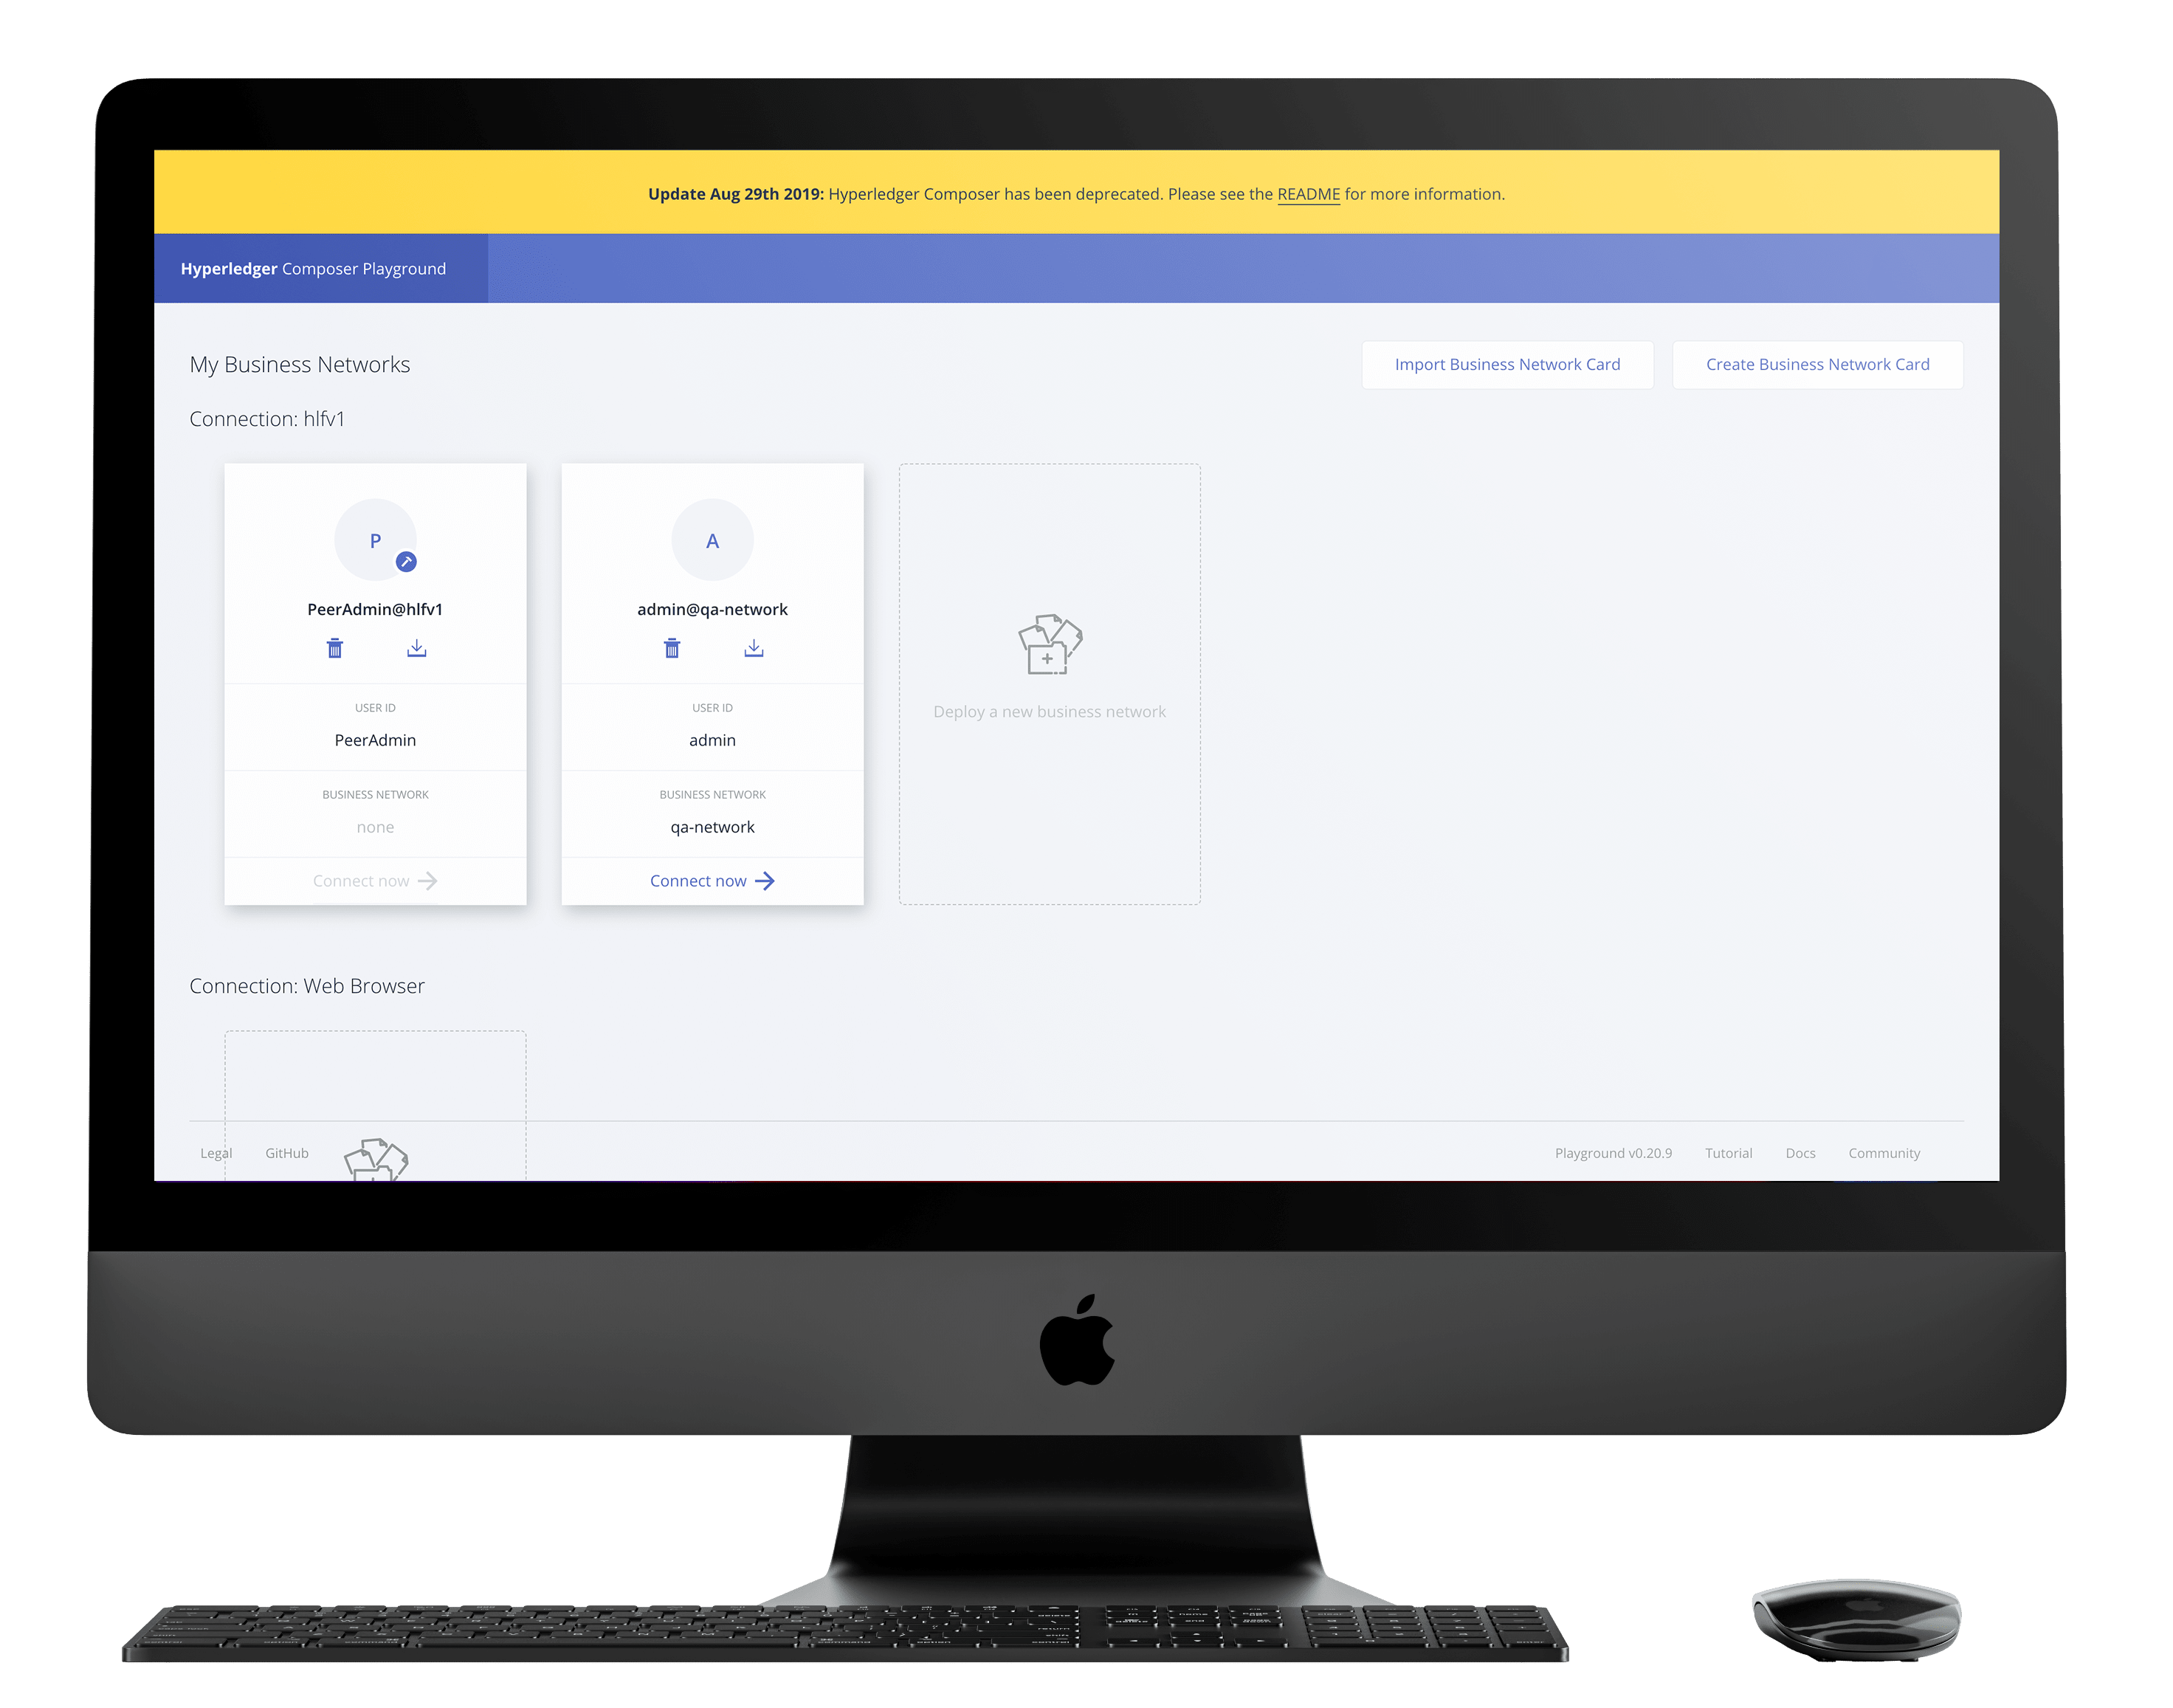 Update Aug 29th 2019: Hyperledger Composer has been deprecated. Please see the README for more information.
Hyperledger Composer Playground
My Business Networks
Import Business Network Card
Create Business Network Card
Connection: hlfv1
P
A
PeerAdmin@hlfv1
admin@qa-network
USER ID
USER ID
PeerAdmin
admin
Deploy a new business network
BUSINESS NETWORK
BUSINESS NETWORK
none
qa-network
Connect now
Connect now
Connection: Web Browser
Legal
GitHub
Playground v0.20.9
Tutorial
Docs
Community